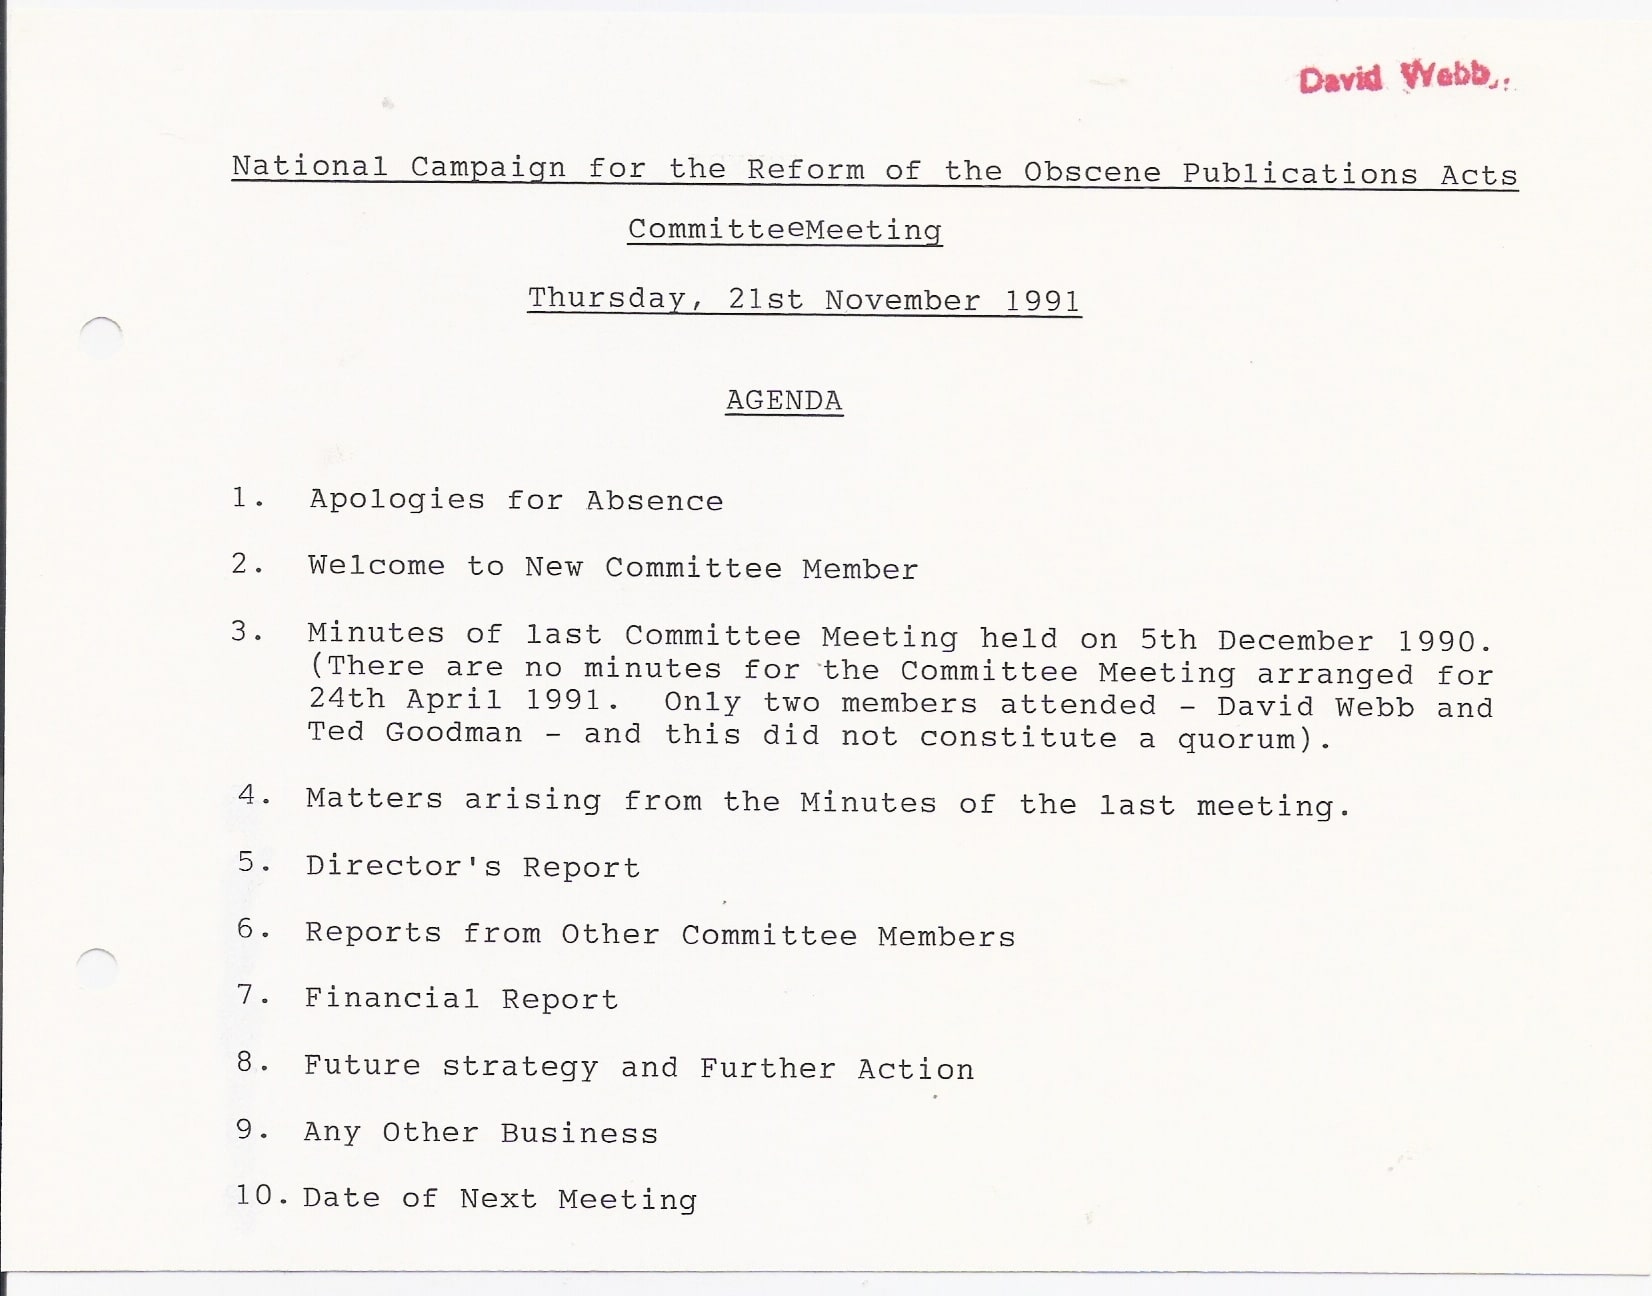 David Webb.
National Campaign for the Reform of the Obscene Publications Acts
CommitteeMeeting
Thursday, 21st November 1991
AGENDA
1. Apologies for Absence
2. Welcome to New Committee Member
3. Minutes of last Committee Meeting held on 5th December 1990.
(There are no minutes for the Committee Meeting arranged for
24th April 1991. Only two members attended - David Webb and
Ted Goodman - and this did not constitute a quorum).
4. Matters arising from the Minutes of the last meeting.
5. Director's Report
6. Reports from Other Committee Members
7. Financial Report
8. Future strategy and Further Action
9. Any Other Business
10. Date of Next Meeting